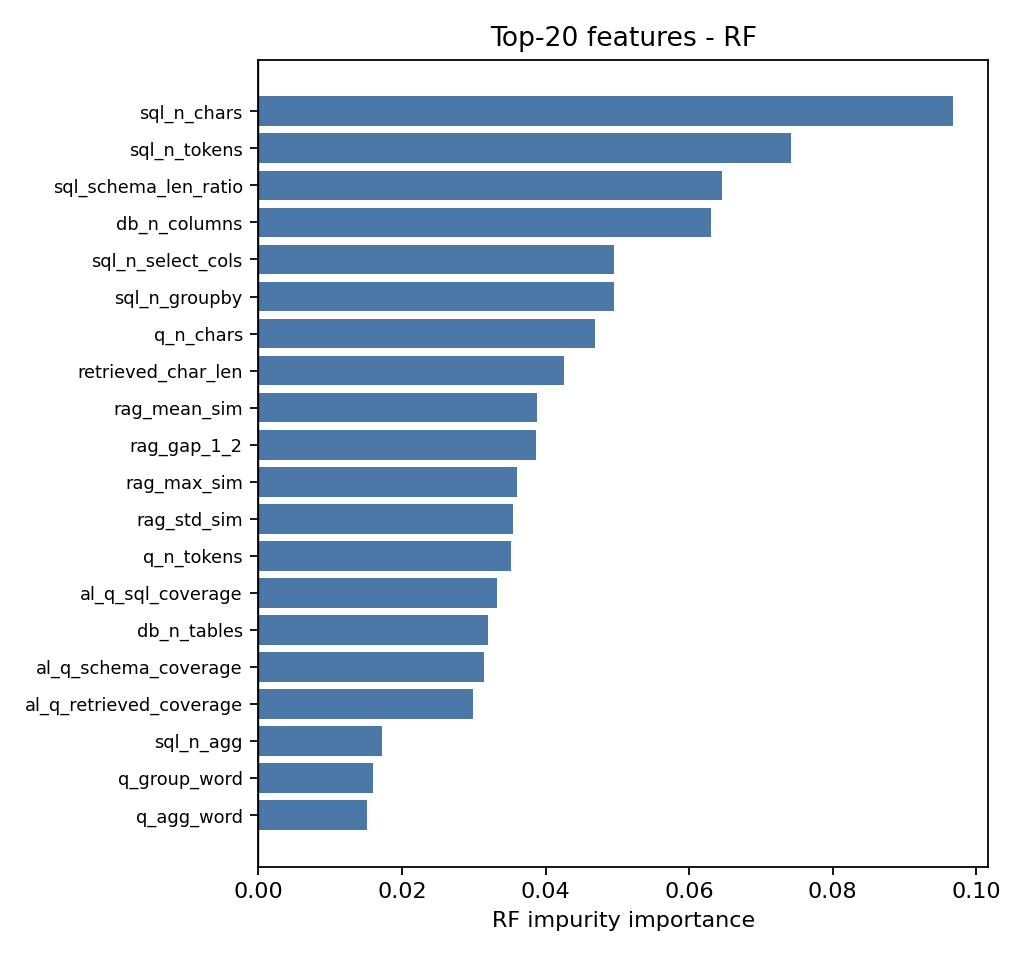 Top-20 features - RF
sql_n_chars
sql_n_tokens
sql_schema_len_ratio
db_n_columns
sql_n_select_cols
sql_n_groupby
q_n_chars
retrieved_char_len
rag_mean_sim
rag_gap_1_2
rag_max_sim
rag_std_sim
q_n_tokens
al_q_sql_coverage
db_n_tables
al_q_schema_coverage
al_q_retrieved_coverage
sql_n_agg
q_group_word
q_agg_word
0.00 0.02 0.04 0.06 0.08 0.10
RF impurity importance